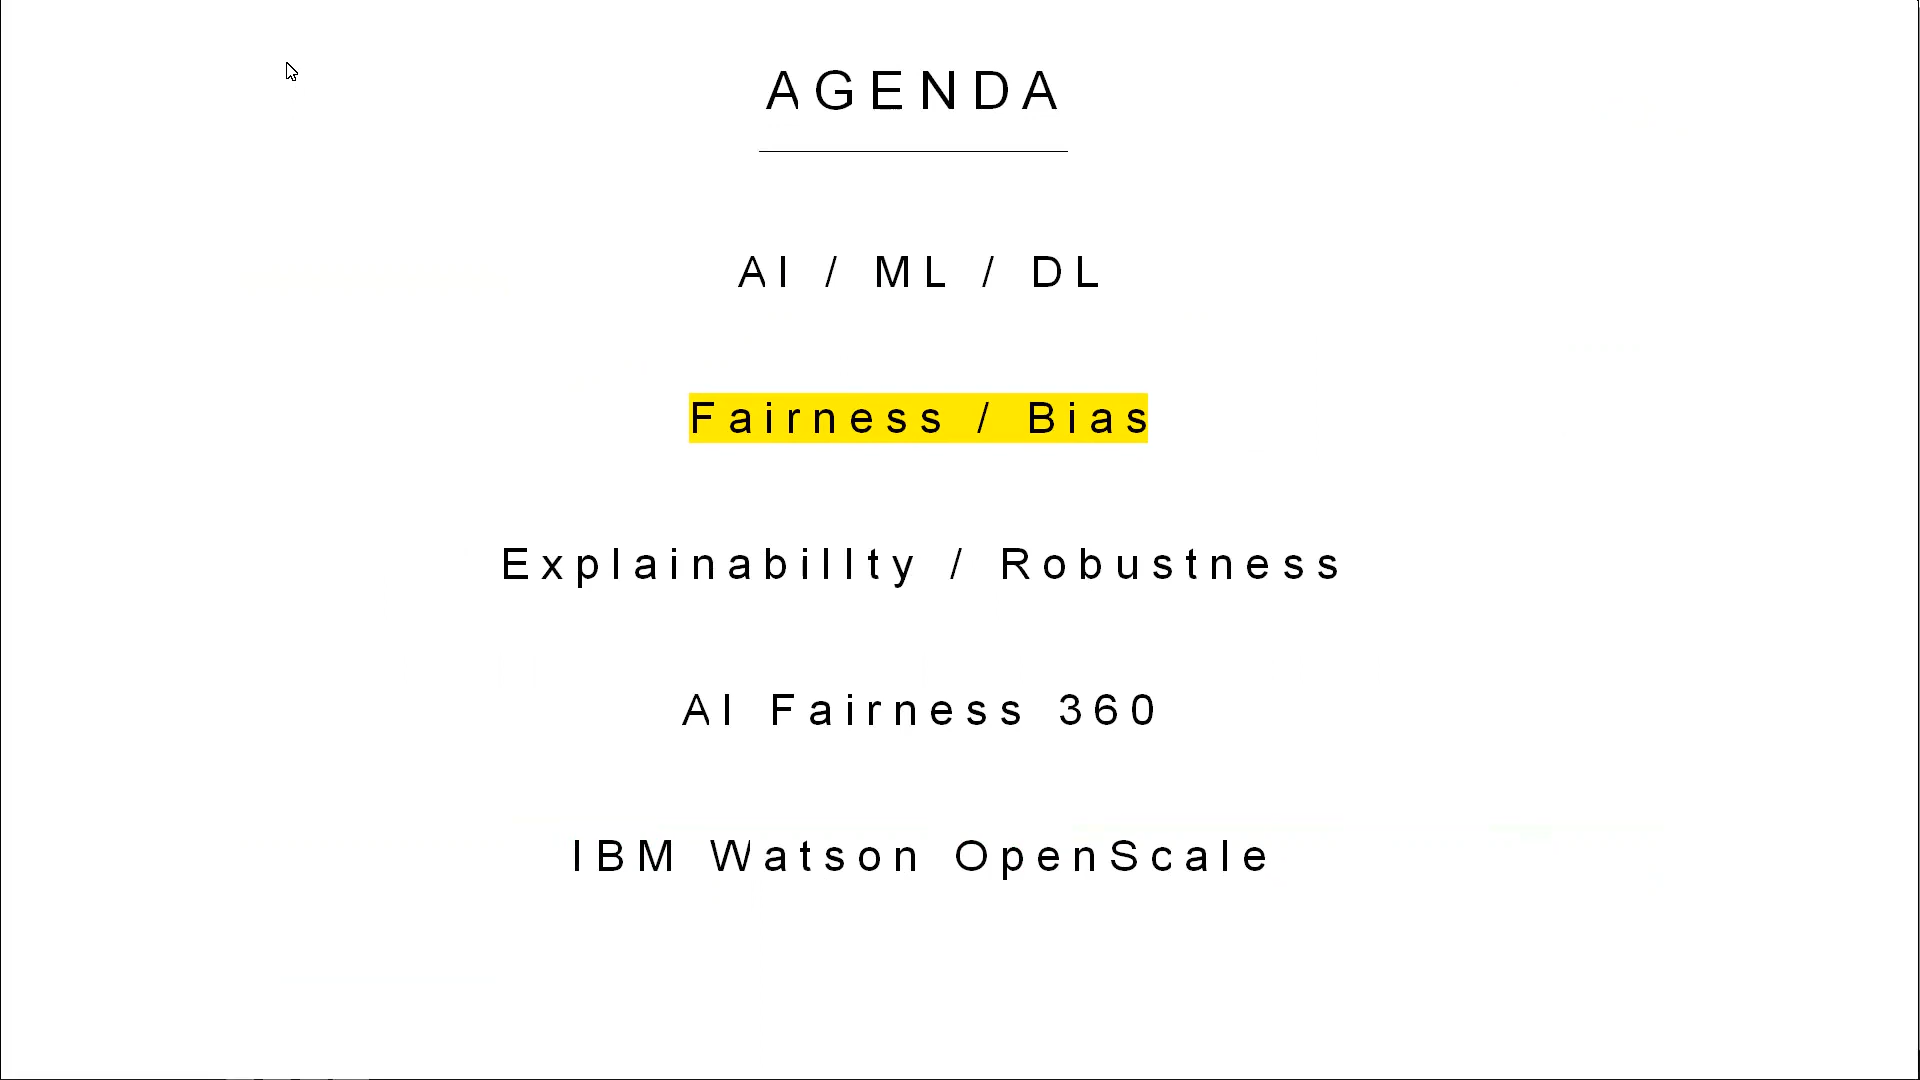 AGENDA
AI / ML / DL
Fairness / Bias
Explainabillty / Robustness
AI Fairness 360
IBM Watson OpenScale